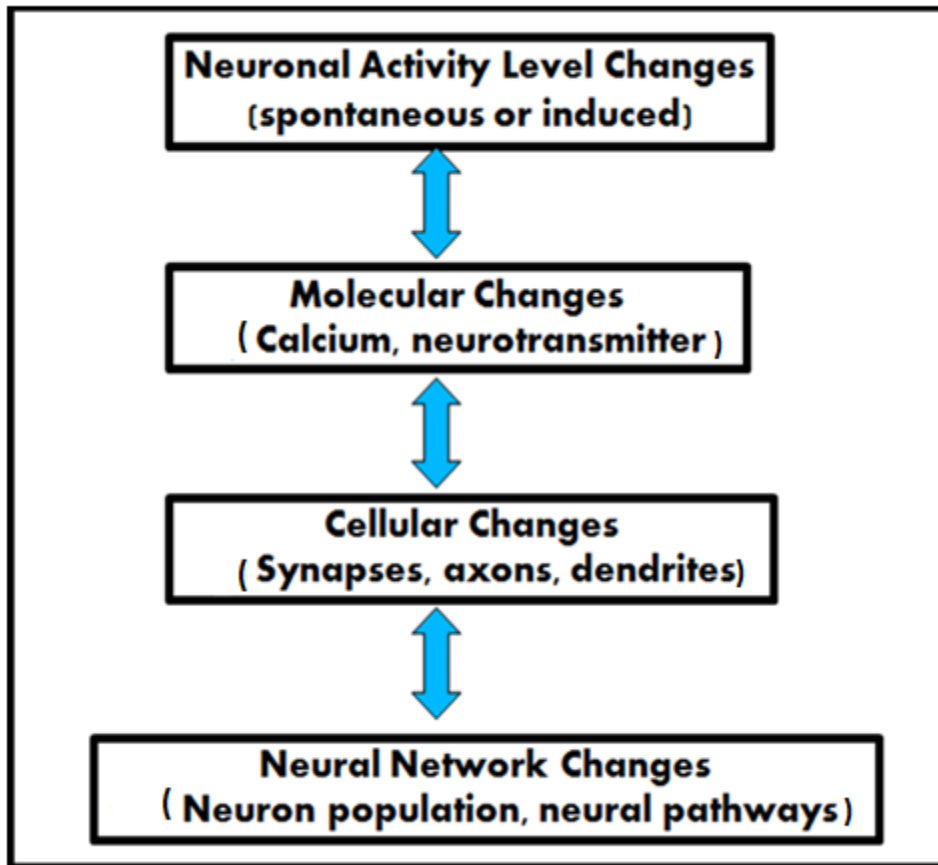 Neuronal Activity Level Changes
(spontaneous or induced)
Molecular Changes
( Calcium, neurotransmitter )
Cellular Changes
( Synapses, axons, dendrites)
Neural Network Changes
( Neuron population, neural pathways )